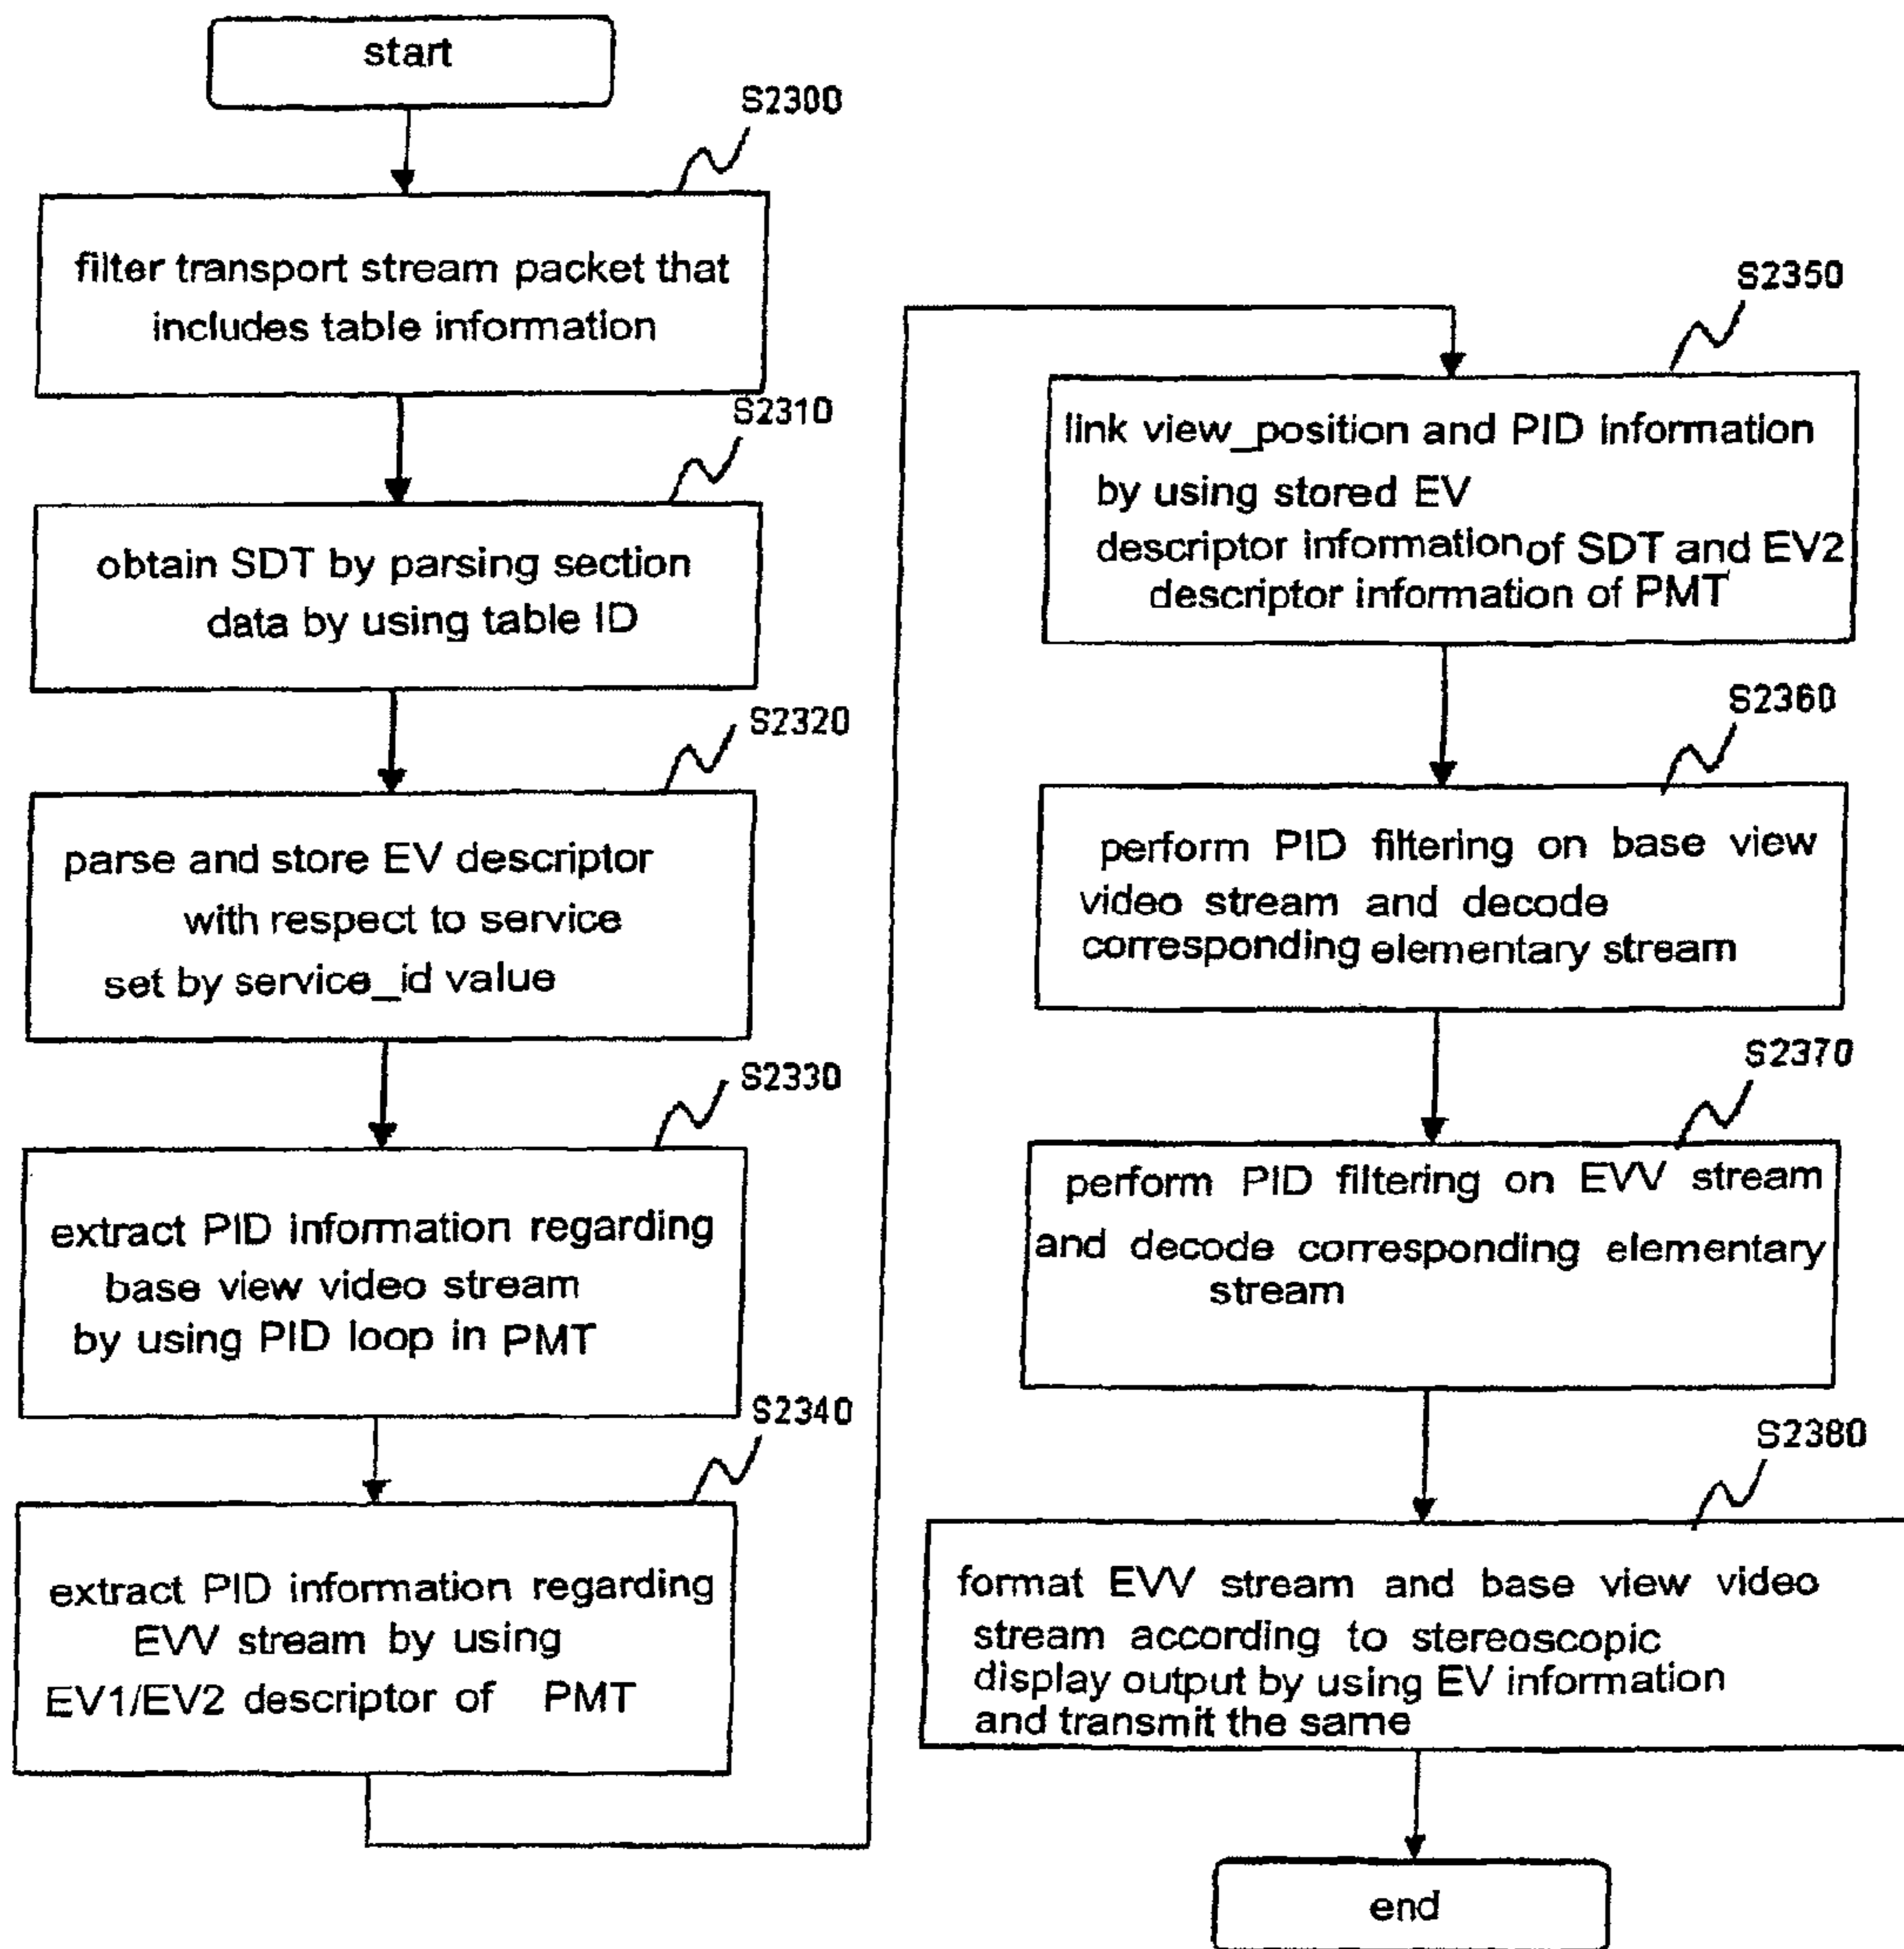 start
S2300
filter transport stream packet that
includes table information
S2310
obtain SDT by parsing section
data by using table ID
S2320
parse and store EV descriptor
with respect to service
set by service_id value
S2330
extract PID information regarding
base view video stream
by using PID loop in PMT
S2340
extract PID information regarding
EVV stream by using
EV1/EV2 descriptor of PMT
S2350
link view_position and PID information
by using stored EV
descriptor information of SDT and EV2
descriptor information of PMT
S2360
perform PID filtering on base view
video stream and decode
corresponding elementary stream
S2370
perform PID filtering on EVV stream
and decode corresponding elementary
stream
S2380
format EVV stream and base view video
stream according to stereoscopic
display output by using EV information
and transmit the same
end